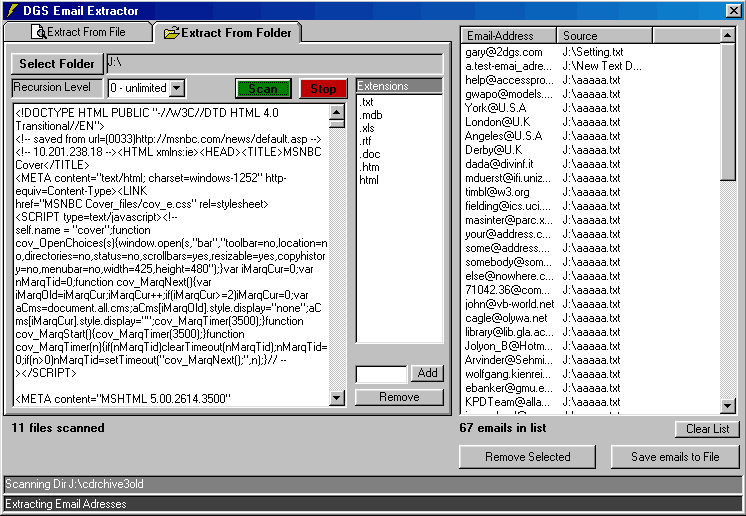 DGS Email Extractor
Extract From File
Extract From Folder
Select Folder
J:\
Recursion Level
0 - unlimited
Scan
Stop
Extensions
.txt
.mdb
.xls
.rtf
.doc
.htm
html
<!DOCTYPE HTML PUBLIC "-//W3C//DTD HTML 4.0
Transitional//EN">
<!-- saved from url=(0033)http://msnbc.com/news/default.asp -->
<!-- 10.201.238.18 --><HTML xmlns:ie><HEAD><TITLE>MSNBC
Cover</TITLE>
<META content="text/html; charset=windows-1252" http-
equiv=Content-Type><LINK
href="MSNBC Cover_files/cov_e.css" rel=stylesheet>
<SCRIPT type=text/javascript><!--
self.name = "cover";function
cov_OpenChoices(s){window.open(s,"bar","toolbar=no,location=n
o,directories=no,status=no,scrollbars=yes,resizable=yes,copyhisto
ry=no,menubar=no,width=425,height=480");}var iMarqCur=0;var
nMarqTid=0;function cov_MarqNext(){var
iMarqOld=iMarqCur;iMarqCur++;if(iMarqCur>=2)iMarqCur=0;var
aCms=document.all.cms;aCms[iMarqOld].style.display="none";aC
ms[iMarqCur].style.display="";cov_MarqTimer(3500);}function
cov_MarqStart(){cov_MarqTimer(3500);}function
cov_MarqTimer(n){if(nMarqTid)clearTimeout(nMarqTid);nMarqTid=
0;if(n>0)nMarqTid=setTimeout("cov_MarqNext();",n);}// --
></SCRIPT>
<META content="MSHTML 5.00.2614.3500"
Add
Remove
11 files scanned
Email-Address Source
gary@2dgs.com J:\Setting.txt
a.test-emai_adre... J:\New Text D...
help@accesspro... J:\aaaaa.txt
gwapo@models.... J:\aaaaa.txt
York@U.S.A J:\aaaaa.txt
London@U.K J:\aaaaa.txt
Angeles@U.S.A J:\aaaaa.txt
Derby@U.K J:\aaaaa.txt
dada@divinf.it J:\aaaaa.txt
mduerst@ifi.uniz... J:\aaaaa.txt
timbl@w3.org J:\aaaaa.txt
fielding@ics.uci.... J:\aaaaa.txt
masinter@parc.x... J:\aaaaa.txt
your@address.c... J:\aaaaa.txt
some@address.... J:\aaaaa.txt
somebody@som... J:\aaaaa.txt
else@nowhere.c... J:\aaaaa.txt
71042.36@com... J:\aaaaa.txt
john@vb-world.net J:\aaaaa.txt
cagle@olywa.net J:\aaaaa.txt
library@lib.gla.ac... J:\aaaaa.txt
Jolyon_B@Hotm... J:\aaaaa.txt
Arvinder@Sehmi... J:\aaaaa.txt
wolfgang.kienrei... J:\aaaaa.txt
ebanker@gmu.e... J:\aaaaa.txt
KPDTeam@alla... J:\aaaaa.txt
67 emails in list
Clear List
Remove Selected
Save emails to File
Scanning Dir J:\cdrchive3old
Extracting Email Adresses